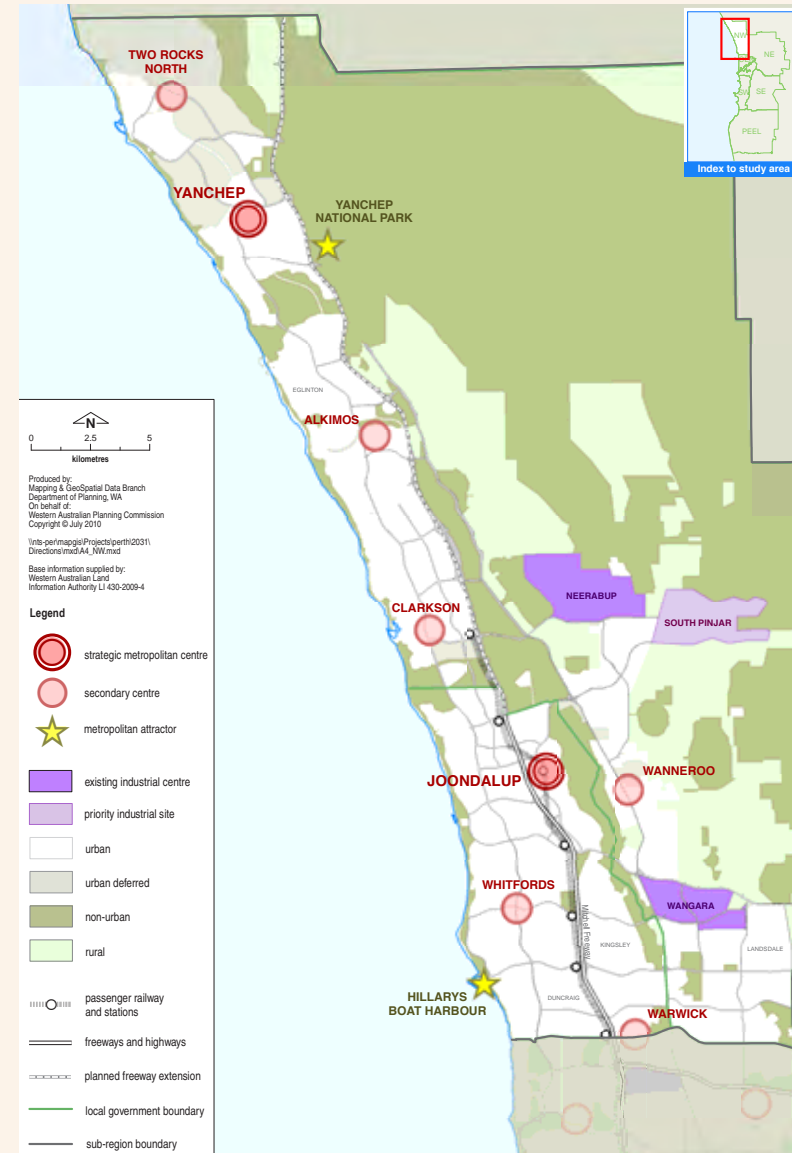 TWO ROCKS
NORTH
NW
NE
SW
SE
PEEL
Index to study area
YANCHEP
YANCHEP
NATIONAL PARK
EGLINTON
ALKIMOS
N
0 2.5 5
kilometres
Produced by:
Mapping & GeoSpatial Data Branch
Department of Planning, WA
On behalf of:
Western Australian Planning Commission
Copyright © July 2010
\\nts-per\mapgis\Projects\perth\2031\
Directions\mxd\A4_NW.mxd
Base information supplied by:
Western Australian Land
Information Authority LI 430-2009-4
Legend
strategic metropolitan centre
secondary centre
metropolitan attractor
existing industrial centre
priority industrial site
urban
urban deferred
non-urban
rural
passenger railway
and stations
freeways and highways
planned freeway extension
local government boundary
sub-region boundary
NEERABUP
SOUTH PINJAR
CLARKSON
WANNEROO
JOONDALUP
WHITFORDS
WANGARA
Mitchell Freeway
KINGSLEY
LANDSDALE
HILLARYS
BOAT HARBOUR
DUNCRAIG
WARWICK